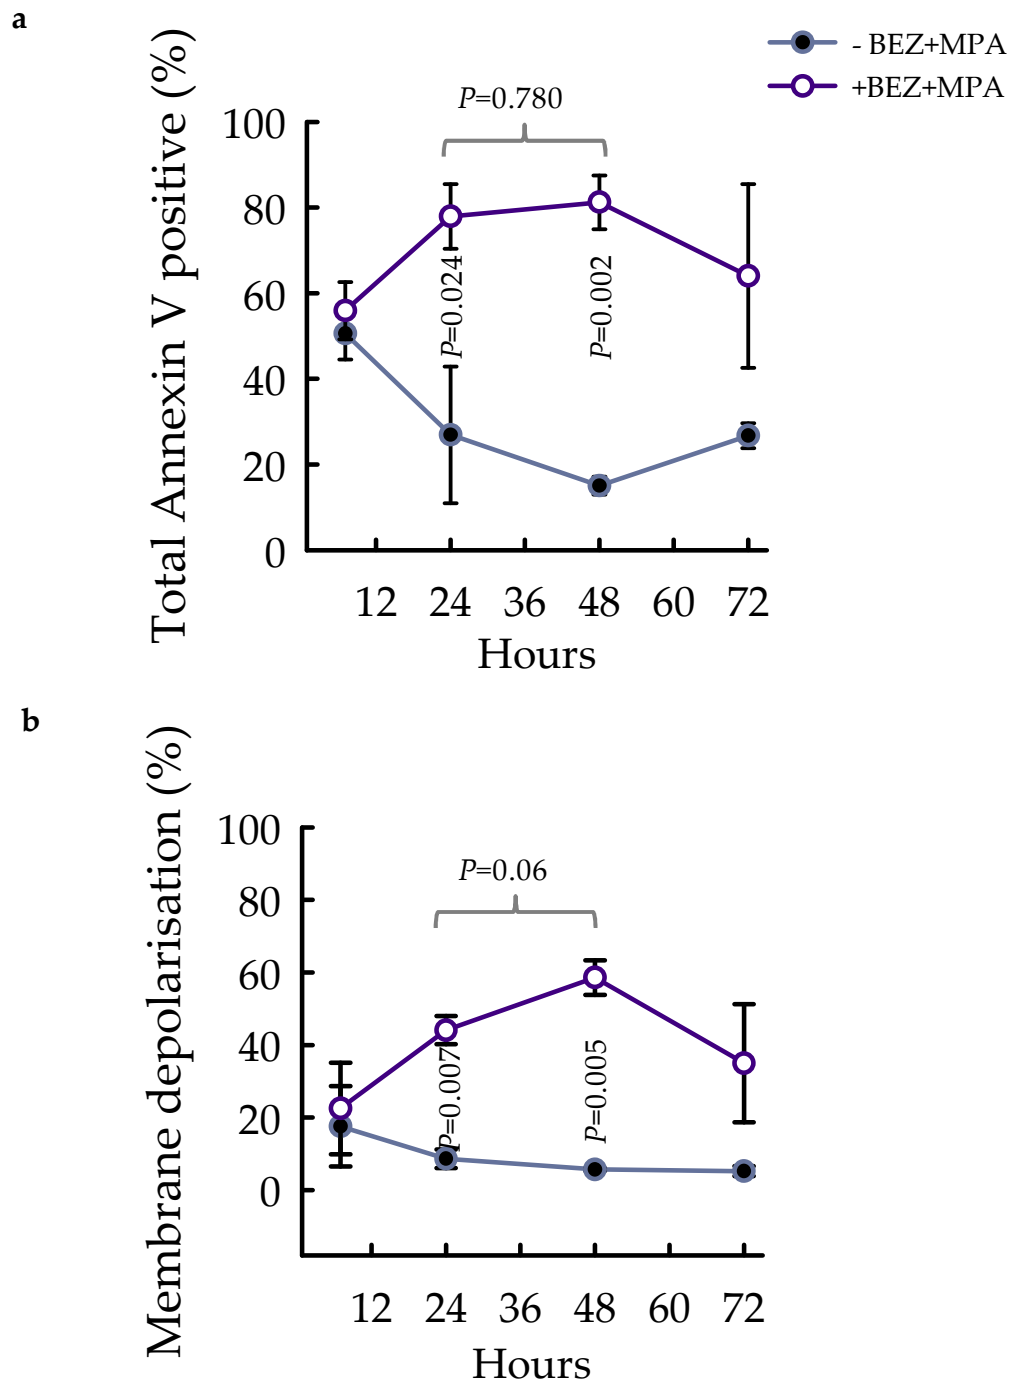 a
- BEZ+MPA
+BEZ+MPA
Total Annexin V positive (%)
P=0.780
100
80
60
40
20
0
P=0.024
P=0.002
12 24 36 48 60 72
Hours
b
Membrane depolarisation (%)
P=0.06
100
80
60
40
20
0
P=0.007
P=0.005
12 24 36 48 60 72
Hours